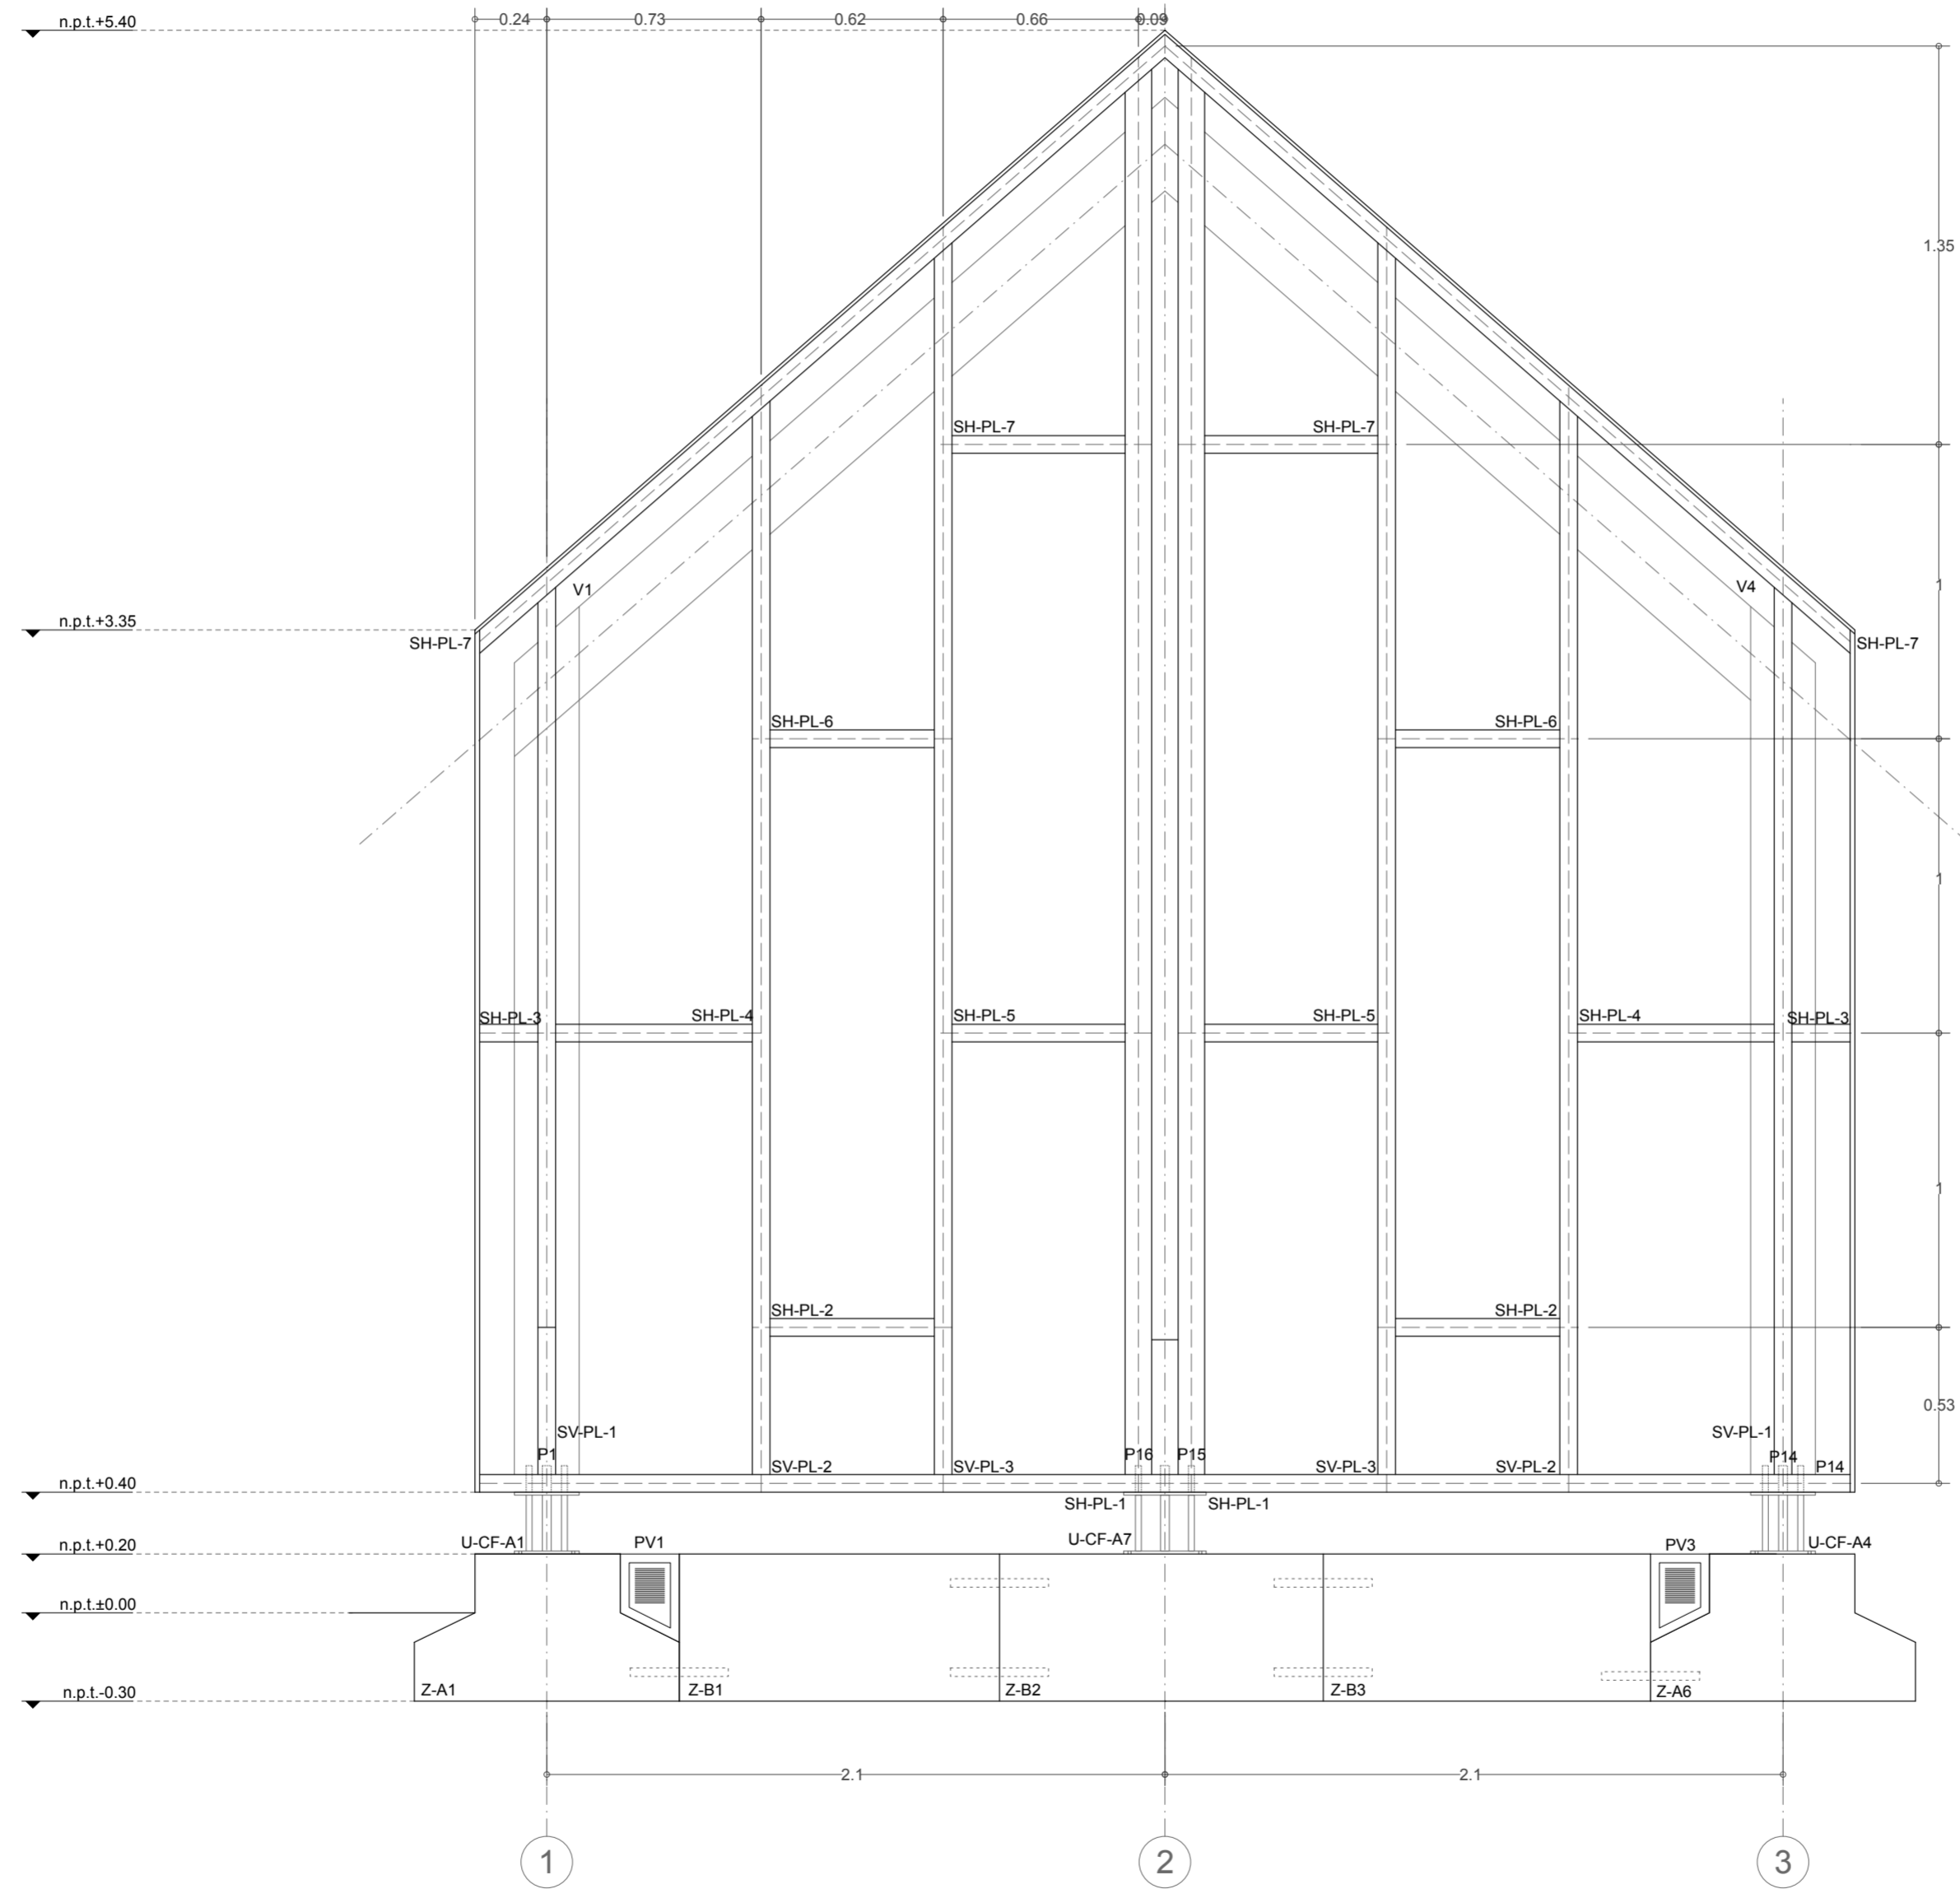 n.p.t.+5.40
0.24 0.73 0.62 0.66 0.09
1.35
SH-PL-7 SH-PL-7
V1 V4 1
n.p.t.+3.35
SH-PL-7 SH-PL-7
SH-PL-6 SH-PL-6
1
SH-PL-3 SH-PL-4 SH-PL-5 SH-PL-5 SH-PL-4 SH-PL-3
1
SH-PL-2 SH-PL-2
0.53
SV-PL-1 SV-PL-1
P1 P16 P15 P14
SV-PL-2 SV-PL-3 SV-PL-3 SV-PL-2 P14
n.p.t.+0.40
SH-PL-1 SH-PL-1
U-CF-A1 PV1 U-CF-A7 PV3 U-CF-A4
n.p.t.+0.20
n.p.t.±0.00
n.p.t.-0.30
Z-A1 Z-B1 Z-B2 Z-B3 Z-A6
2.1 2.1
1 2 3